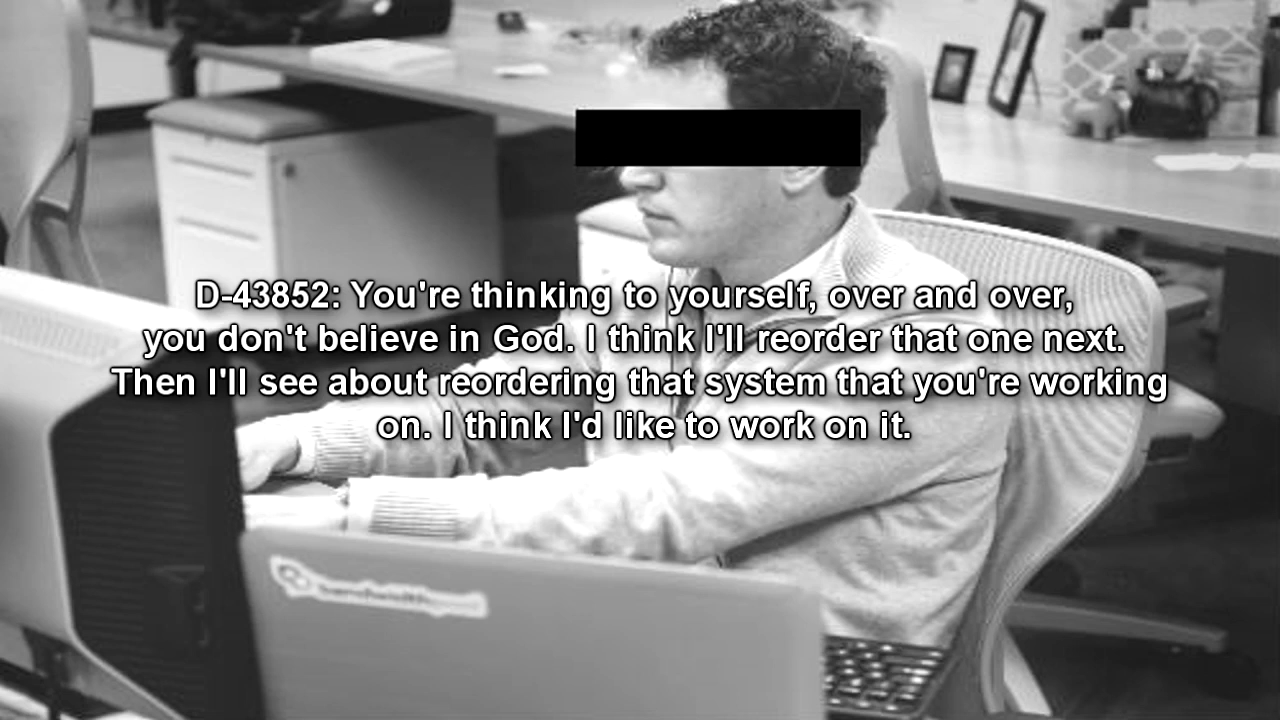 D-43852: You're thinking to yourself, over and over,
you don't believe in God. I think I'll reorder that one next.
Then I'll see about reordering that system that you're working
on. I think I'd like to work on it.